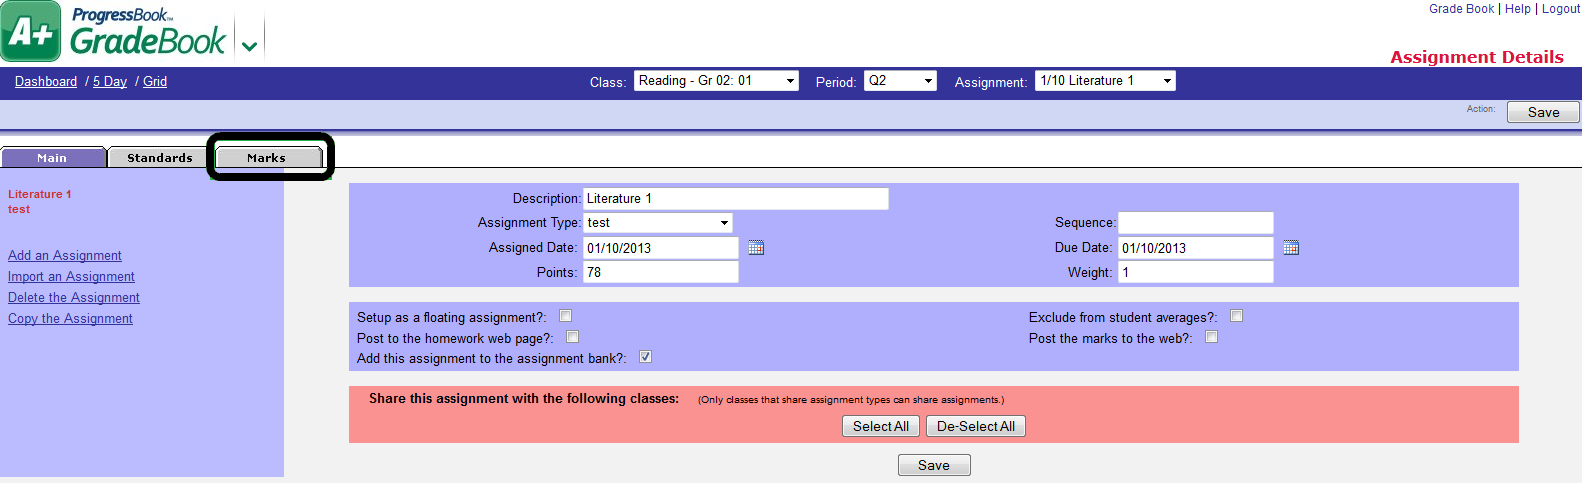 Grade Book | Help | Logout
A+ ProgressBook™
GradeBook
Assignment Details
Dashboard / 5 Day / Grid Class: Reading - Gr 02: 01 Period: Q2 Assignment: 1/10 Literature 1
Action: Save
Main Standards Marks
Literature 1
test
Add an Assignment
Import an Assignment
Delete the Assignment
Copy the Assignment
Description: Literature 1
Assignment Type: test Sequence:
Assigned Date: 01/10/2013 Due Date: 01/10/2013
Points: 78 Weight: 1
Setup as a floating assignment?: Exclude from student averages?:
Post to the homework web page?: Post the marks to the web?:
Add this assignment to the assignment bank?:
Share this assignment with the following classes: (Only classes that share assignment types can share assignments.)
Select All De-Select All
Save